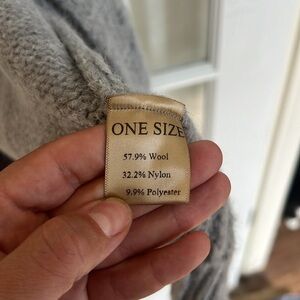 ONE SIZE
57.9% Wool
32.2% Nylon
9.9% Polyester